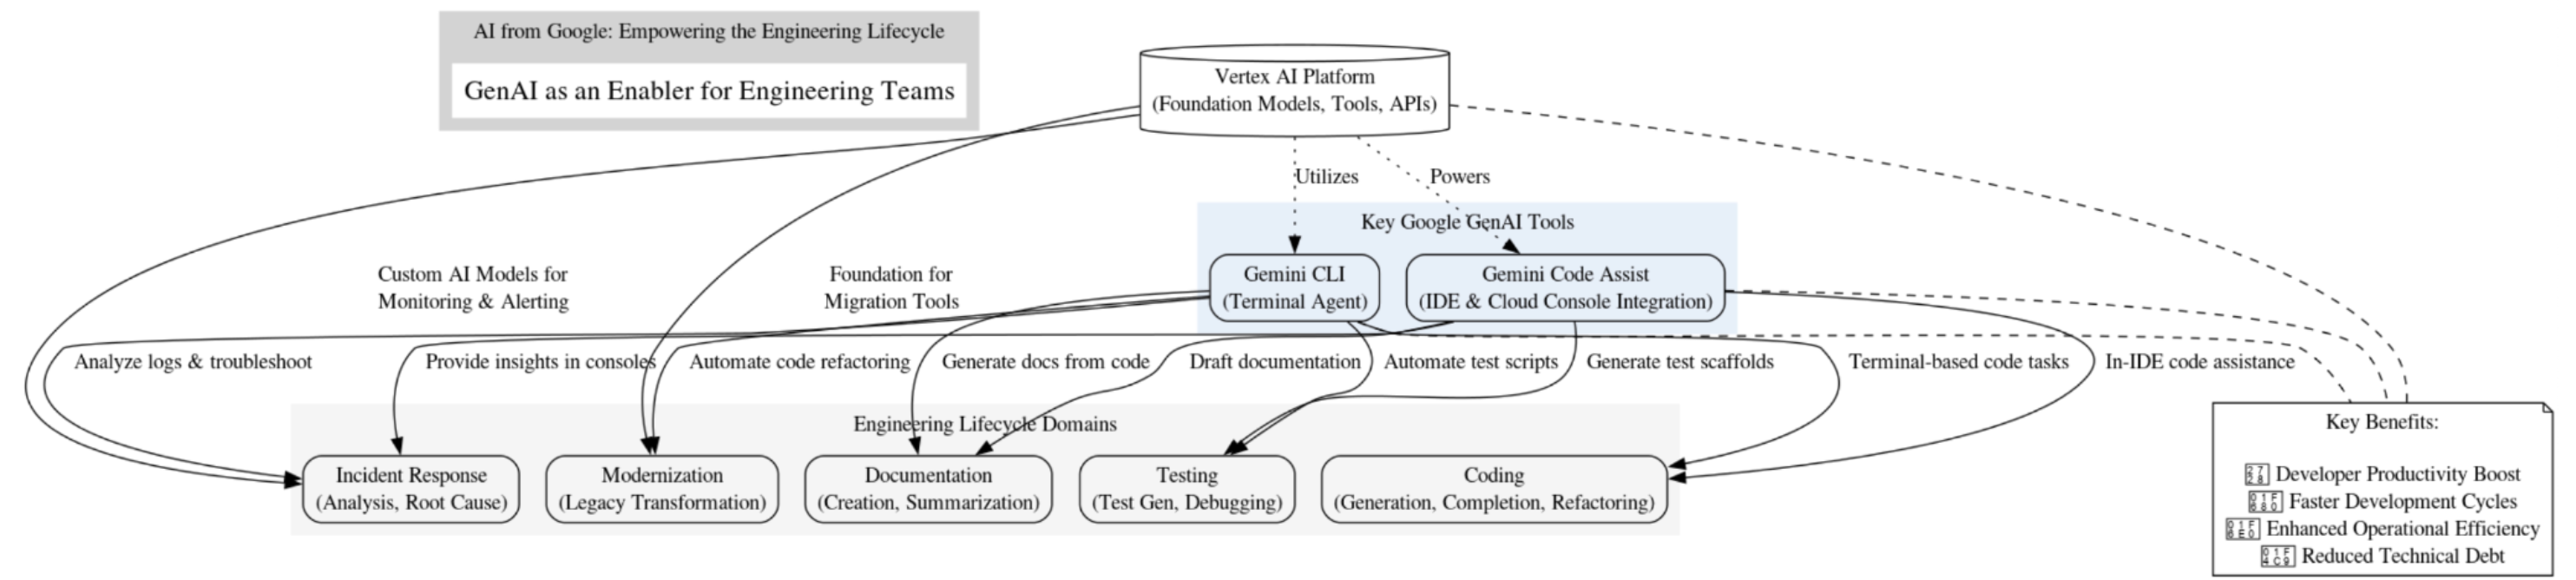 AI from Google: Empowering the Engineering Lifecycle
GenAI as an Enabler for Engineering Teams
Vertex AI Platform
(Foundation Models, Tools, APIs)
Utilizes
Powers
Key Google GenAI Tools
Custom AI Models for
Monitoring & Alerting
Foundation for
Migration Tools
Gemini CLI
(Terminal Agent)
Gemini Code Assist
(IDE & Cloud Console Integration)
Analyze logs & troubleshoot
Provide insights in consoles
Automate code refactoring
Generate docs from code
Draft documentation
Automate test scripts
Generate test scaffolds
Terminal-based code tasks
In-IDE code assistance
Engineering Lifecycle Domains
Incident Response
(Analysis, Root Cause)
Modernization
(Legacy Transformation)
Documentation
(Creation, Summarization)
Testing
(Test Gen, Debugging)
Coding
(Generation, Completion, Refactoring)
Key Benefits:
Developer Productivity Boost
Faster Development Cycles
Enhanced Operational Efficiency
Reduced Technical Debt